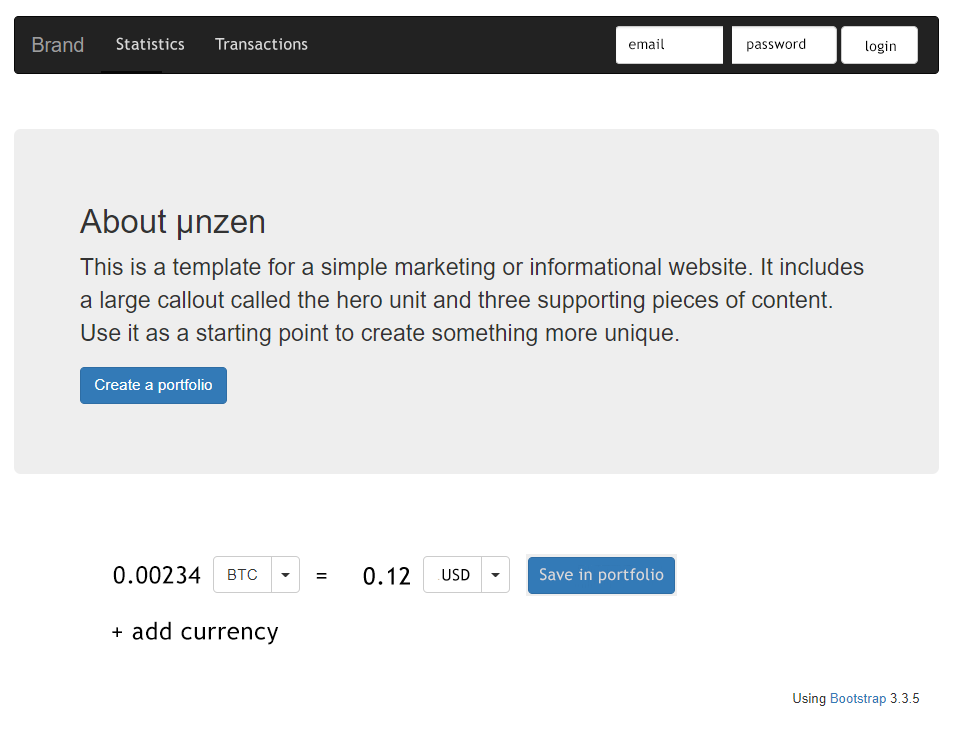 Brand Statistics Transactions email password login
About µnzen
This is a template for a simple marketing or informational website. It includes
a large callout called the hero unit and three supporting pieces of content.
Use it as a starting point to create something more unique.
Create a portfolio
0.00234 BTC = 0.12 USD Save in portfolio
+ add currency
Using Bootstrap 3.3.5